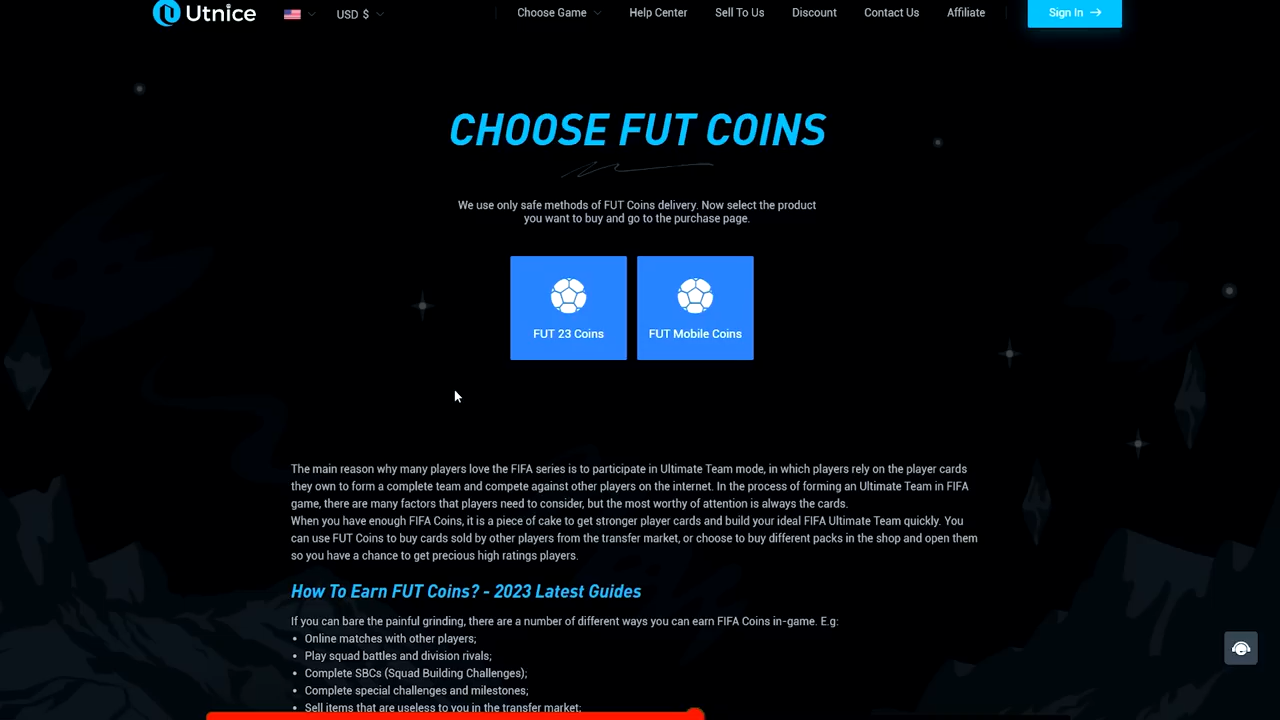 Utnice
USD $
Choose Game
Help Center
Sell To Us
Discount
Contact Us
Affiliate
Sign In
CHOOSE FUT COINS
We use only safe methods of FUT Coins delivery. Now select the product
you want to buy and go to the purchase page.
FUT 23 Coins
FUT Mobile Coins
The main reason why many players love the FIFA series is to participate in Ultimate Team mode, in which players rely on the player cards
they own to form a complete team and compete against other players on the internet. In the process of forming an Ultimate Team in FIFA
game, there are many factors that players need to consider, but the most worthy of attention is always the cards.
When you have enough FIFA Coins, it is a piece of cake to get stronger player cards and build your ideal FIFA Ultimate Team quickly. You
can use FUT Coins to buy cards sold by other players from the transfer market, or choose to buy different packs in the shop and open them
so you have a chance to get precious high ratings players.
How To Earn FUT Coins? - 2023 Latest Guides
If you can bare the painful grinding, there are a number of different ways you can earn FIFA Coins in-game. E.g:
• Online matches with other players;
• Play squad battles and division rivals;
• Complete SBCs (Squad Building Challenges);
• Complete special challenges and milestones;
• Sell items that are useless to you in the transfer market;